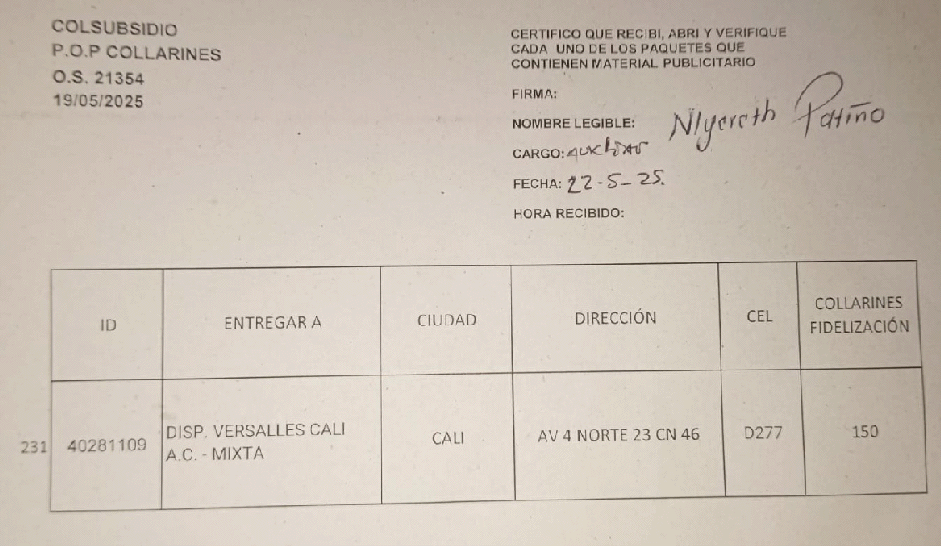 COLSUBSIDIO
P.O.P COLLARINES
O.S. 21354
19/05/2025
CERTIFICO QUE RECIBI, ABRI Y VERIFIQUE
CADA UNO DE LOS PAQUETES QUE
CONTIENEN MATERIAL PUBLICITARIO
FIRMA:
NOMBRE LEGIBLE: Nlyereth Patiño
CARGO: Auxiliar
FECHA: 22-5-25.
HORA RECIBIDO:
ID ENTREGAR A CIUDAD DIRECCIÓN CEL COLLARINES
FIDELIZACIÓN
231 40281109 DISP. VERSALLES CALI CALI AV 4 NORTE 23 CN 46 D277 150
A.C. - MIXTA